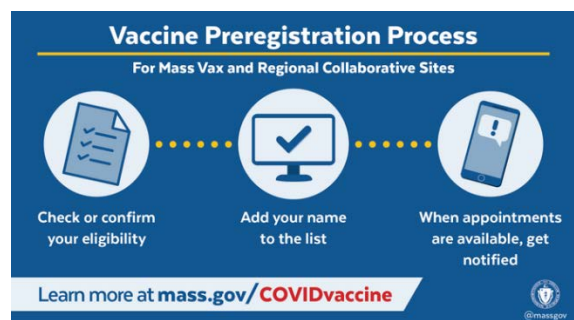 Vaccine Preregistration Process
For Mass Vax and Regional Collaborative Sites
Check or confirm
your eligibility
Add your name
to the list
When appointments
are available, get
notified
Learn more at mass.gov/COVIDvaccine
@massgov